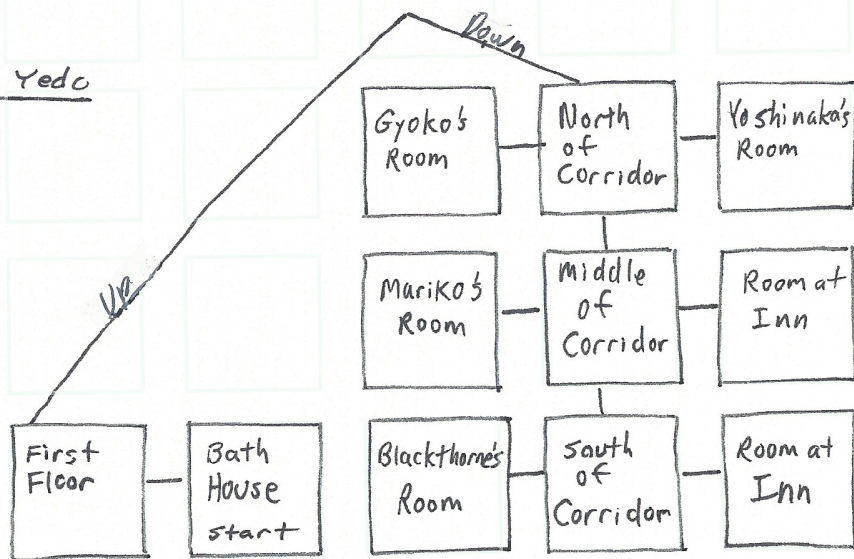 Down
Yedo
Gyoko's
Room
North
of
Corridor
Yoshinaka's
Room
UP
Mariko's
Room
Middle
of
Corridor
Room at
Inn
First
Floor
Bath
House
start
Blackthorne's
Room
South
of
Corridor
Room at
Inn